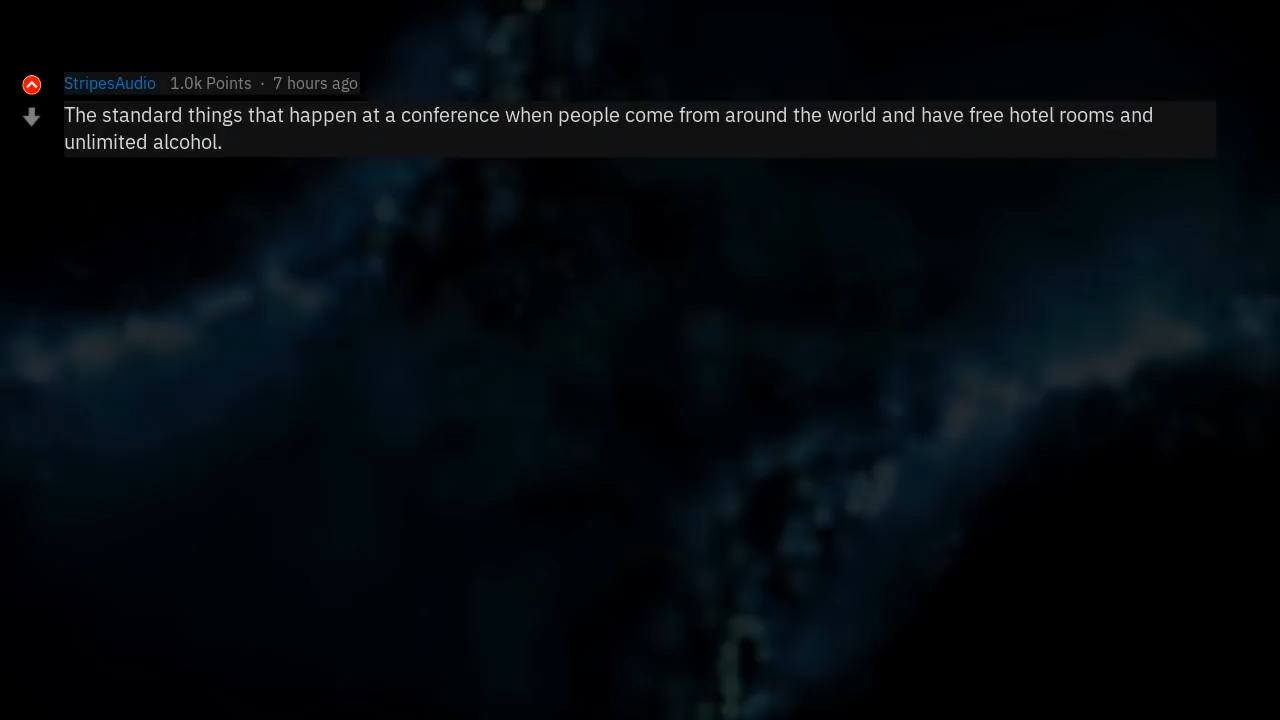 StripesAudio 1.0k Points · 7 hours ago
The standard things that happen at a conference when people come from around the world and have free hotel rooms and
unlimited alcohol.